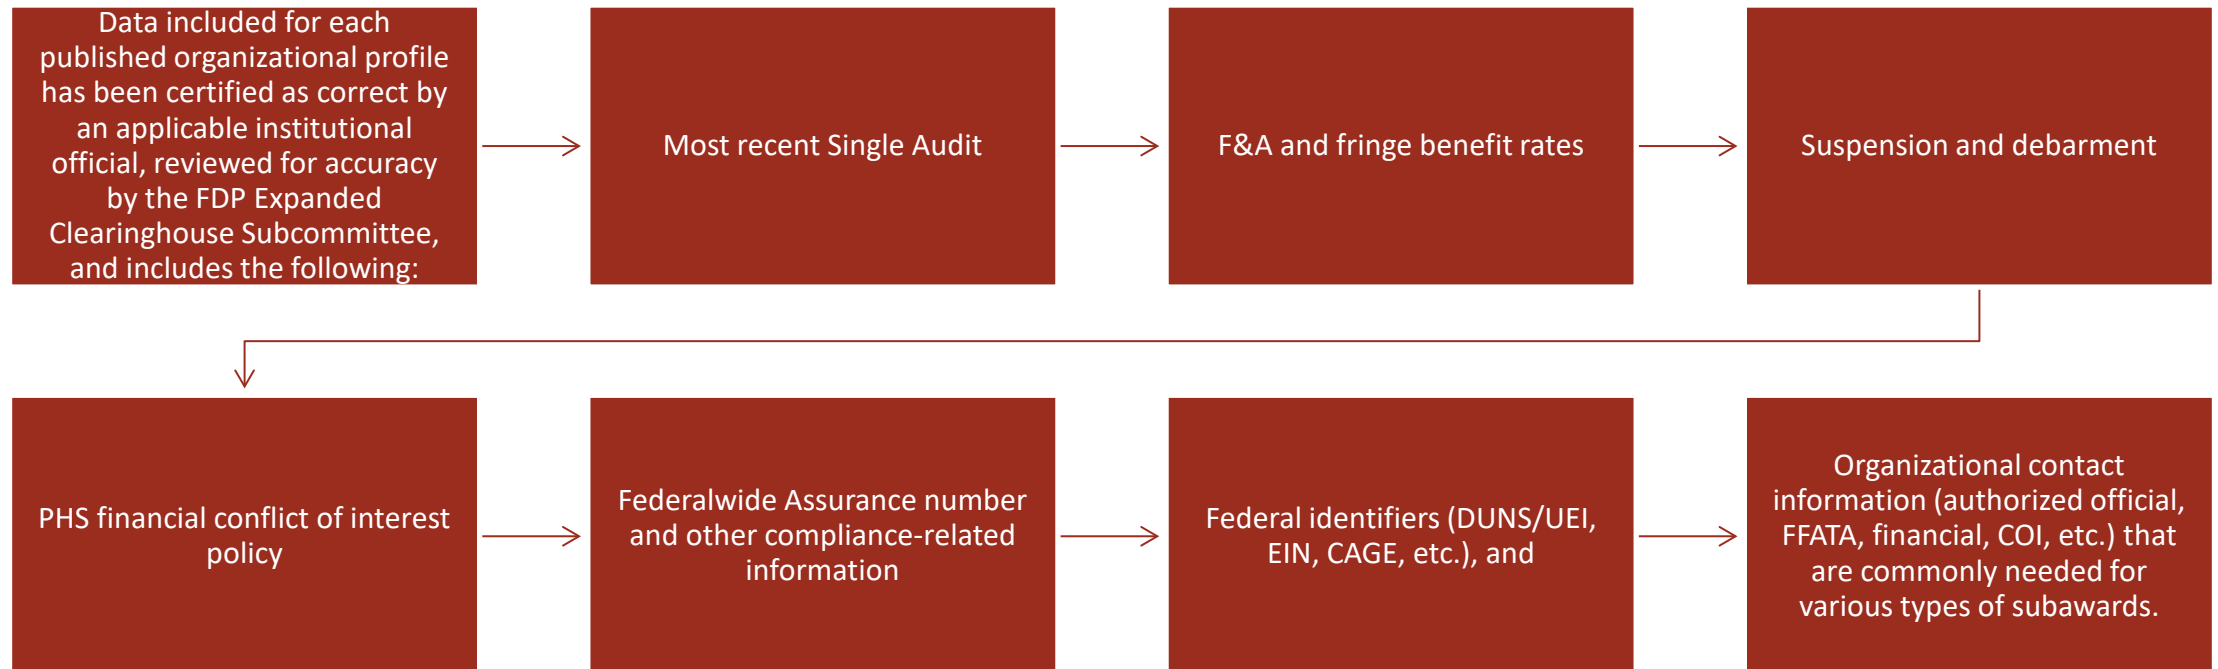 Data included for each
published organizational profile
has been certified as correct by
an applicable institutional
official, reviewed for accuracy
by the FDP Expanded
Clearinghouse Subcommittee,
and includes the following:
Most recent Single Audit
F&A and fringe benefit rates
Suspension and debarment
PHS financial conflict of interest
policy
Federalwide Assurance number
and other compliance-related
information
Federal identifiers (DUNS/UEI,
EIN, CAGE, etc.), and
Organizational contact
information (authorized official,
FFATA, financial, COI, etc.) that
are commonly needed for
various types of subawards.